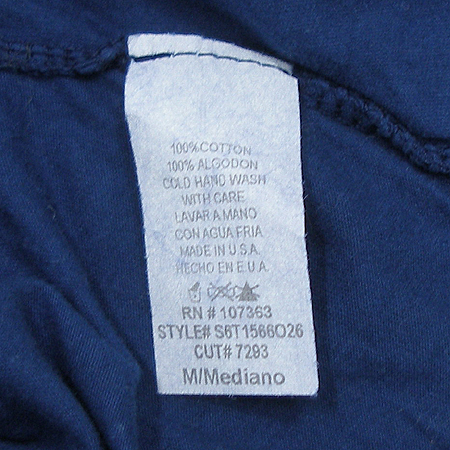 100%COTTON
100% ALGODON
COLD HAND WASH
WITH CARE
LAVAR A MANO
CON AGUA FRIA
MADE IN U.S.A.
HECHO EN E.U.A.
RN # 107363
STYLE# S6T1566O26
CUT# 7293
M/Mediano